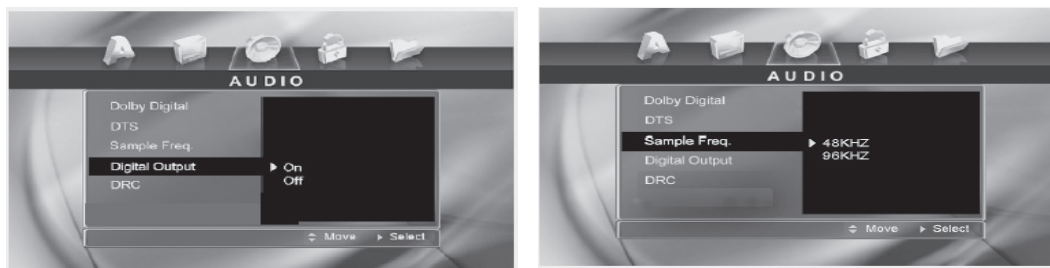 A
AUDIO
Dolby Digital
DTS
Sample Freq.
Digital Output
On
Off
DRC
Move
Select
A
AUDIO
Dolby Digital
DTS
Sample Freq.
48KHZ
96KHZ
Digital Output
DRC
Move
Select